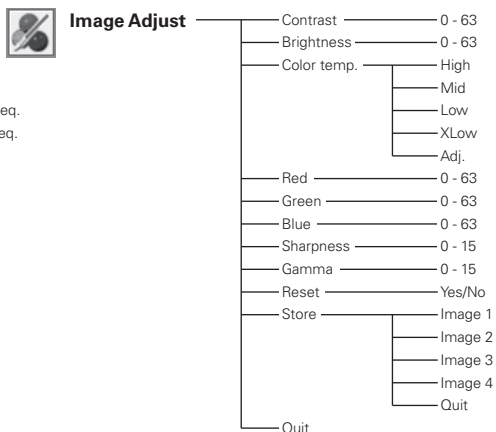 Image Adjust
Contrast 0 - 63
Brightness 0 - 63
Color temp. High
Mid
eq.
Low
eq.
XLow
Adj.
Red 0 - 63
Green 0 - 63
Blue 0 - 63
Sharpness 0 - 15
Gamma 0 - 15
Reset Yes/No
Store Image 1
Image 2
Image 3
Image 4
Quit
Quit